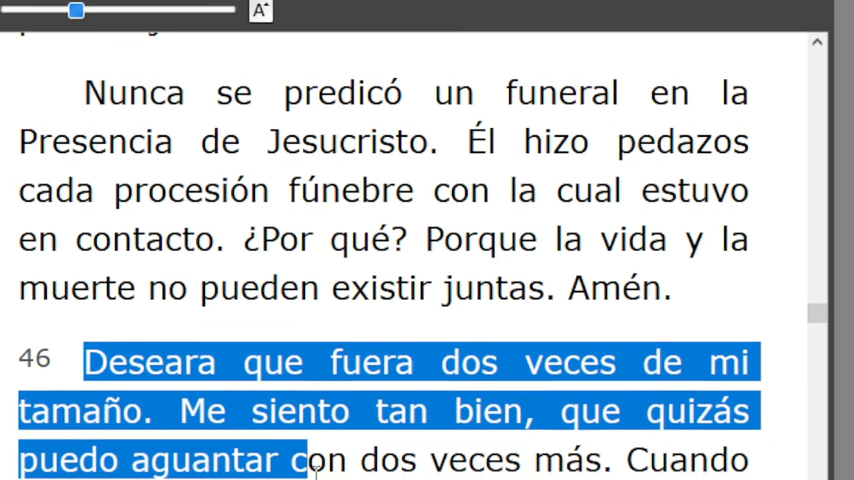 A
Nunca se predicó un funeral en la
Presencia de Jesucristo. Él hizo pedazos
cada procesión fúnebre con la cual estuvo
en contacto. ¿Por qué? Porque la vida y la
muerte no pueden existir juntas. Amén.
46 Deseara que fuera dos veces de mi
tamaño. Me siento tan bien, que quizás
puedo aguantar con dos veces más. Cuando